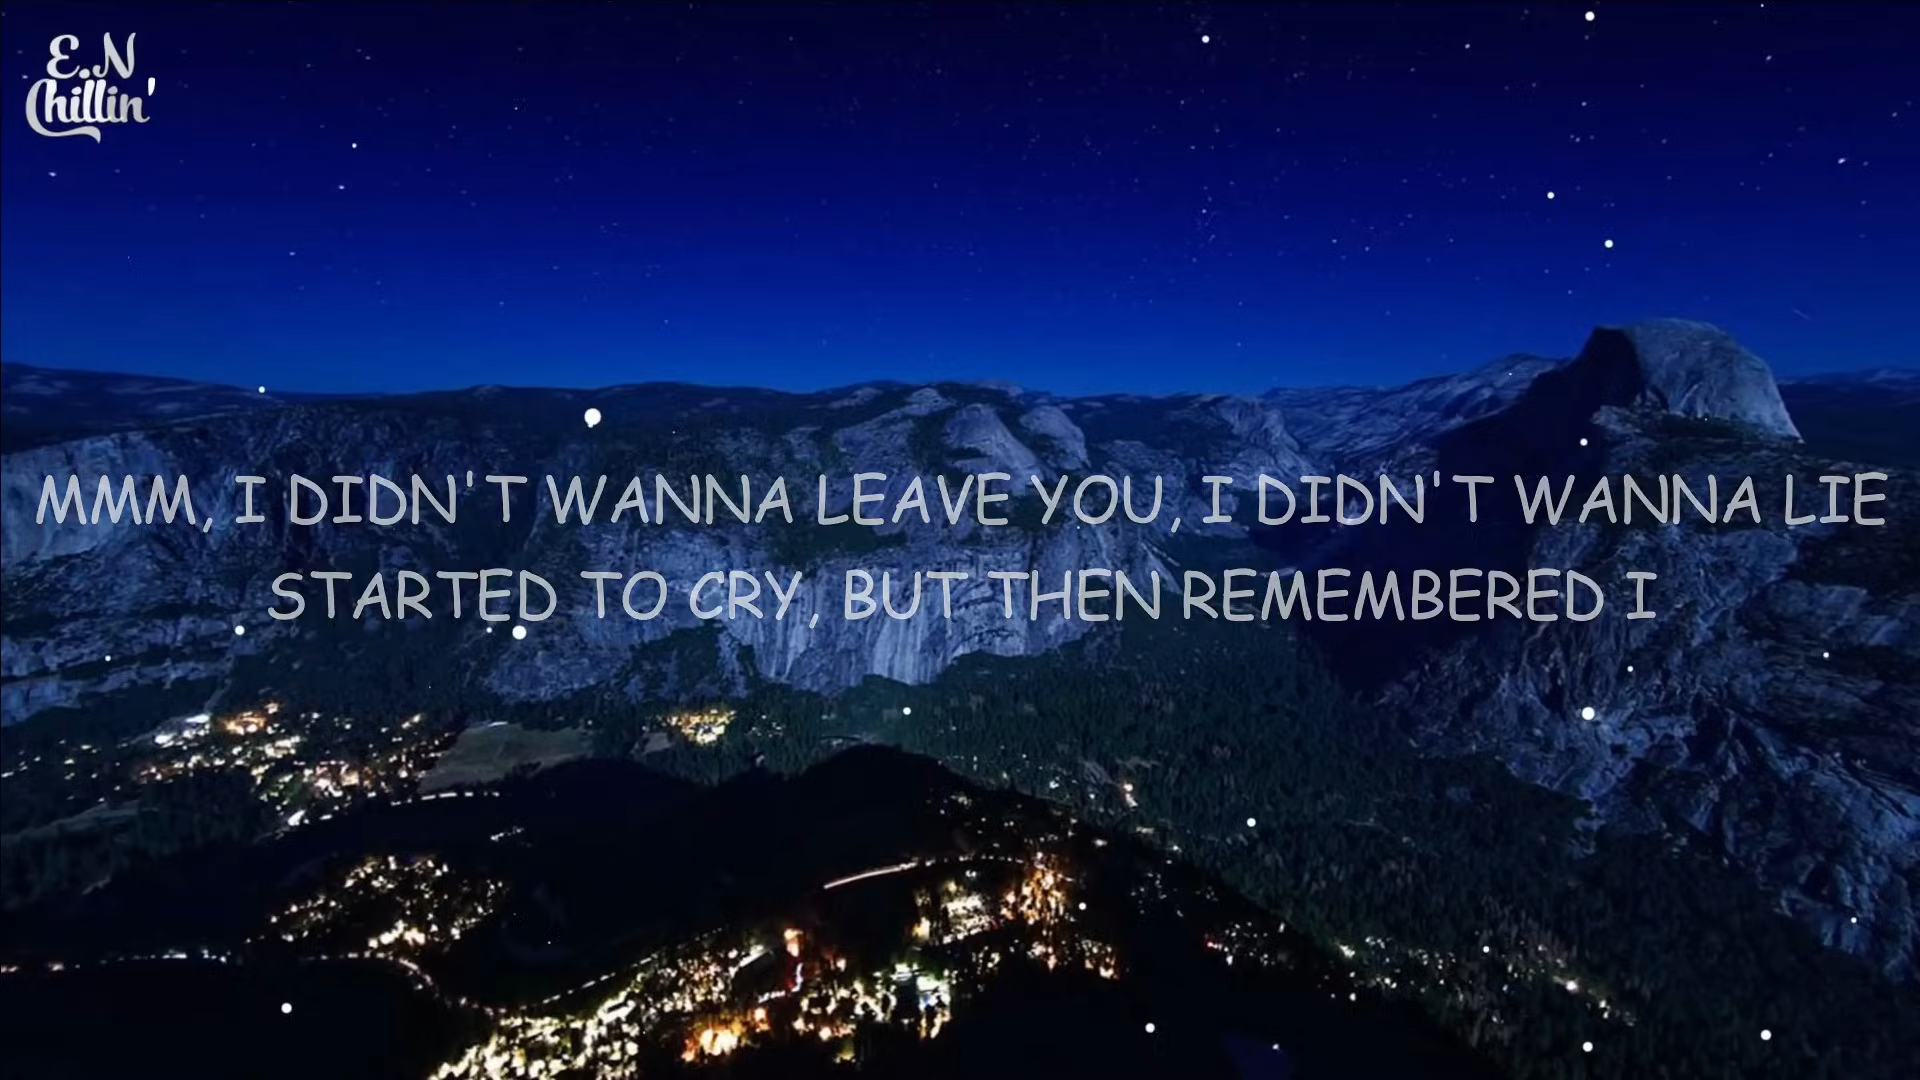 E.N
Chillin'
MMM, I DIDN'T WANNA LEAVE YOU, I DIDN'T WANNA LIE
STARTED TO CRY, BUT THEN REMEMBERED I